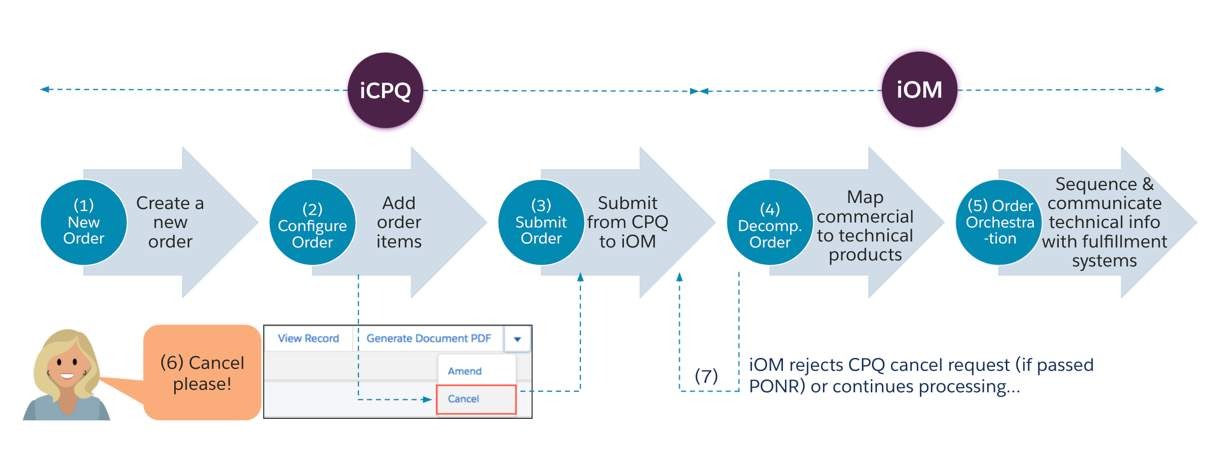 iCPQ
iOM
(1)
New
Order
Create a
new
order
(2)
Configure
Order
Add
order
items
(3)
Submit
Order
Submit
from CPQ
to iOM
(4)
Decomp.
Order
Map
commercial
to technical
products
(5) Order
Orchestra
-tion
Sequence &
communicate
technical info
with fulfillment
systems
(6) Cancel
please!
View Record
Generate Document PDF
Amend
Cancel
(7)
iOM rejects CPQ cancel request (if passed
PONR) or continues processing...